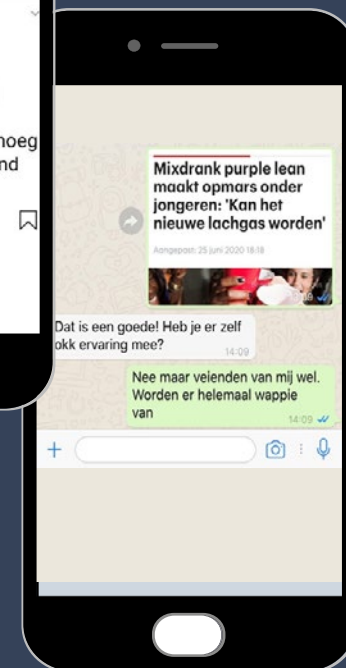 noeg
nd
Mixdrank purple lean
maakt opmars onder
jongeren: 'Kan het
nieuwe lachgas worden'
Aangepast: 25 juni 2020 18:18
Dat is een goede! Heb je er zelf
okk ervaring mee?
14:09
Nee maar veienden van mij wel.
Worden er helemaal wappie
van
14:09